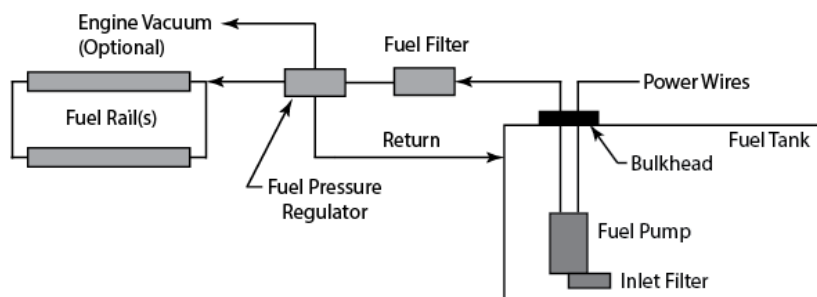 Engine Vacuum
(Optional)
Fuel Filter
Power Wires
Fuel Rail(s)
Return
Fuel Tank
Bulkhead
Fuel Pressure
Regulator
Fuel Pump
Inlet Filter